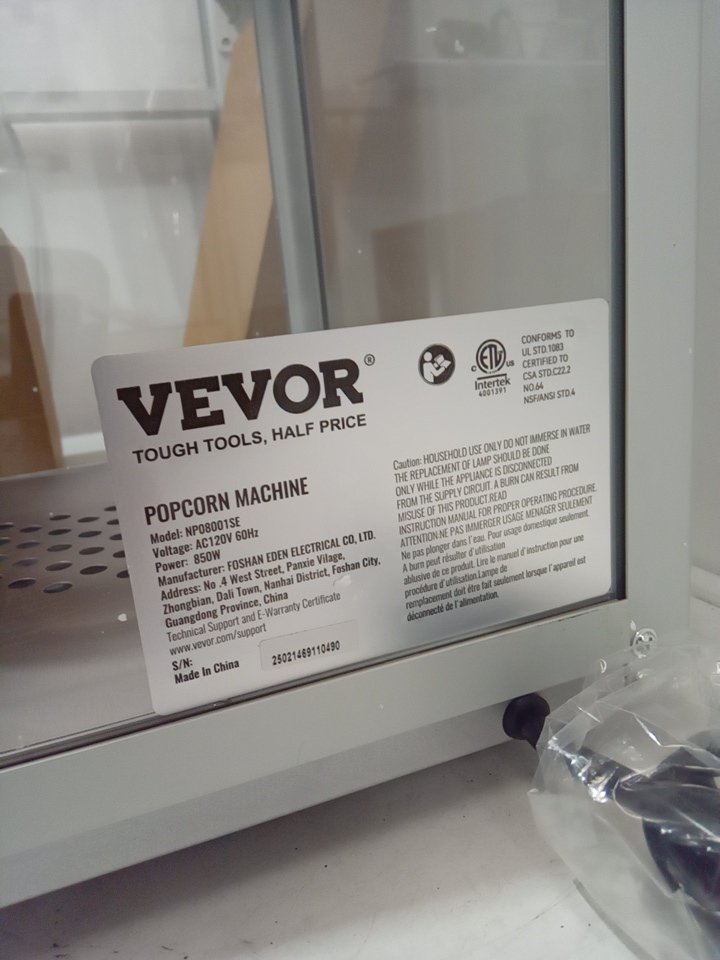 VEVOR®
TOUGH TOOLS, HALF PRICE
POPCORN MACHINE
Model: NP08001SE
Voltage: AC120V 60Hz
Power: 850W
Manufacturer: FOSHAN EDEN ELECTRICAL CO, LTD.
Address: No .4 West Street, Panxie Vilage,
Zhongbian, Dali Town, Nanhai District, Foshan City,
Guangdong Province, China
Technical Support and E-Warranty Certificate
www.vevor.com/support
S/N:
25021469110490
Made In China
c ETL us
Intertek
4001391
CONFORMS TO
UL STD.1083
CERTIFIED TO
CSA STD.C22.2
NO.64
NSF/ANSI STD.4
Caution: HOUSEHOLD USE ONLY DO NOT IMMERSE IN WATER
THE REPLACEMENT OF LAMP SHOULD BE DONE
ONLY WHILE THE APPLIANCE IS DISCONNECTED
FROM THE SUPPLY CIRCUIT. A BURN CAN RESULT FROM
MISUSE OF THIS PRODUCT.READ
INSTRUCTION MANUAL FOR PROPER OPERATING PROCEDURE.
ATTENTION-NE PAS IMMERGER USAGE MENAGER SEULEMENT
Ne pas plonger dans l'eau. Pour usage domestique seulement.
A burn peut résulter d'utilisation
ablusive de ce produit. Lire le manuel d'instruction pour une
procédure d'utilisation.Lampe de
remplacement doit être fait seulement lorsque l'appareil est
déconnecté de l'alimentation.